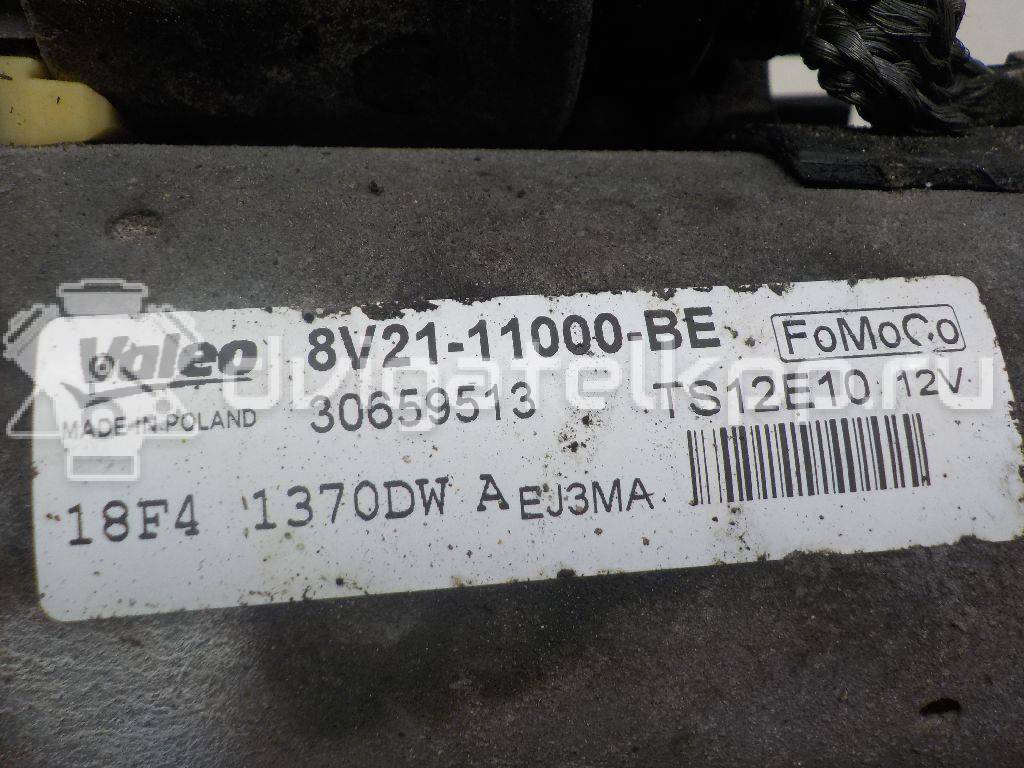 Valeo 8V21-11000-BE FoMoCo
MADE IN POLAND 30659513 TS12E10 12V
18F4 1370DW A EJ3MA
dvigatelkom.ru